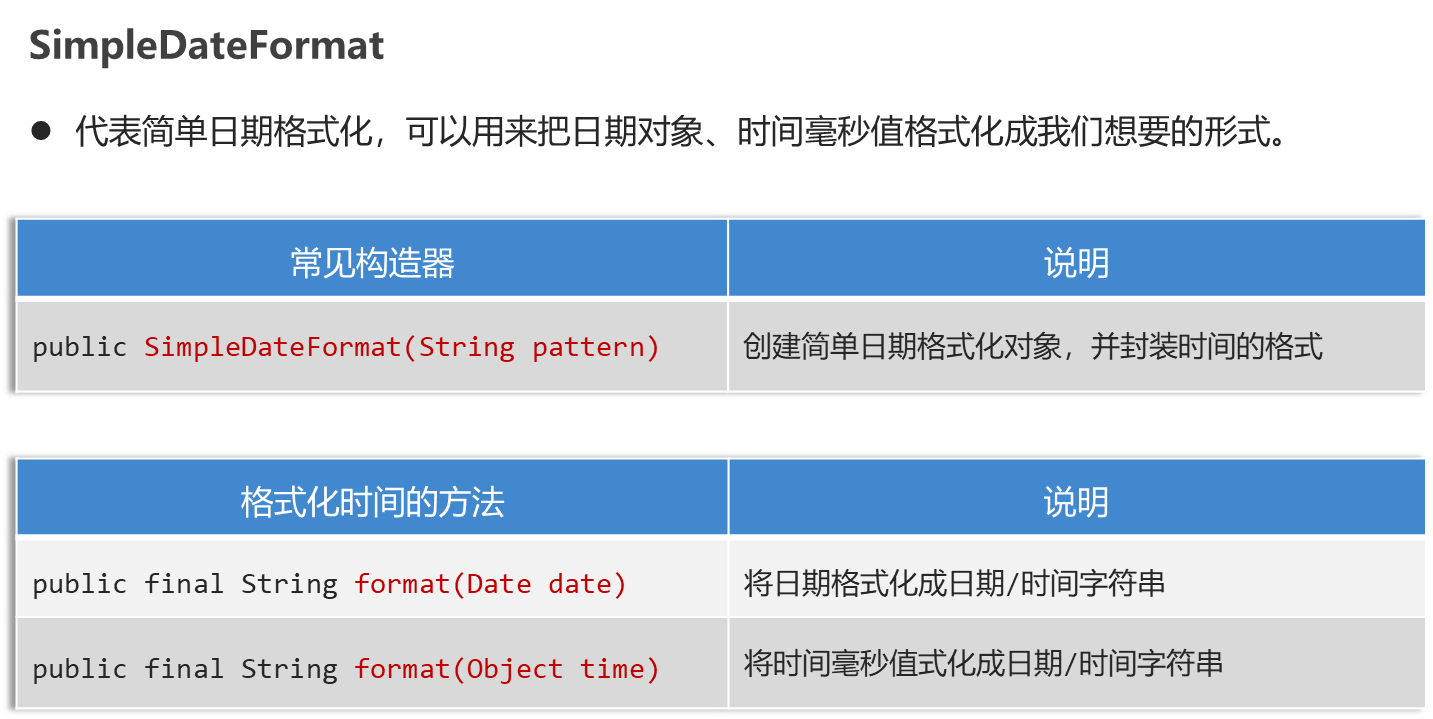 SimpleDateFormat
● 代表简单日期格式化，可以用来把日期对象、时间毫秒值格式化成我们想要的形式。
常见构造器 说明
public SimpleDateFormat(String pattern) 创建简单日期格式化对象，并封装时间的格式
格式化时间的方法 说明
public final String format(Date date) 将日期格式化成日期/时间字符串
public final String format(Object time) 将时间毫秒值式化成日期/时间字符串